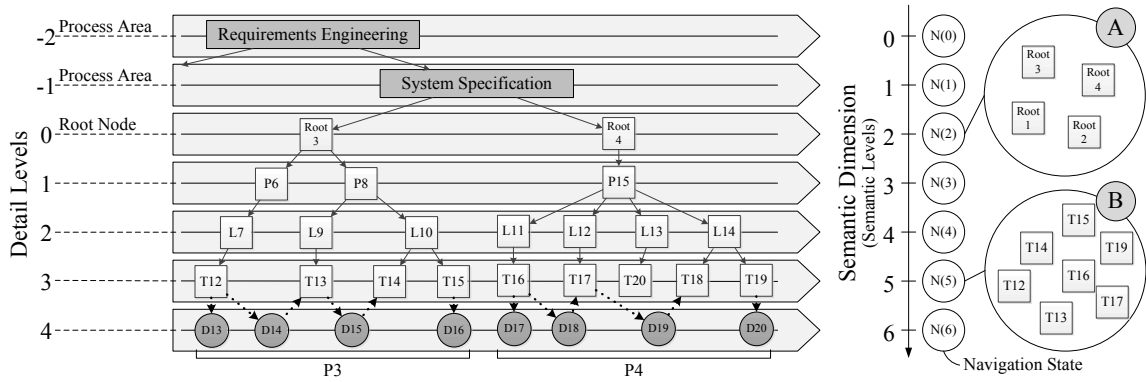 Detail Levels
-2 Process Area
Requirements Engineering
-1 Process Area
System Specification
0 Root Node
Root 3
Root 4
1
P6
P8
P15
2
L7
L9
L10
L11
L12
L13
L14
3
T12
T13
T14
T15
T16
T17
T20
T18
T19
4
D13
D14
D15
D16
D17
D18
D19
D20
P3
P4
Semantic Dimension
(Semantic Levels)
0
N(0)
1
N(1)
2
N(2)
3
N(3)
4
N(4)
5
N(5)
6
N(6)
Navigation State
A
Root 3
Root 4
Root 1
Root 2
B
T15
T14
T19
T16
T12
T17
T13